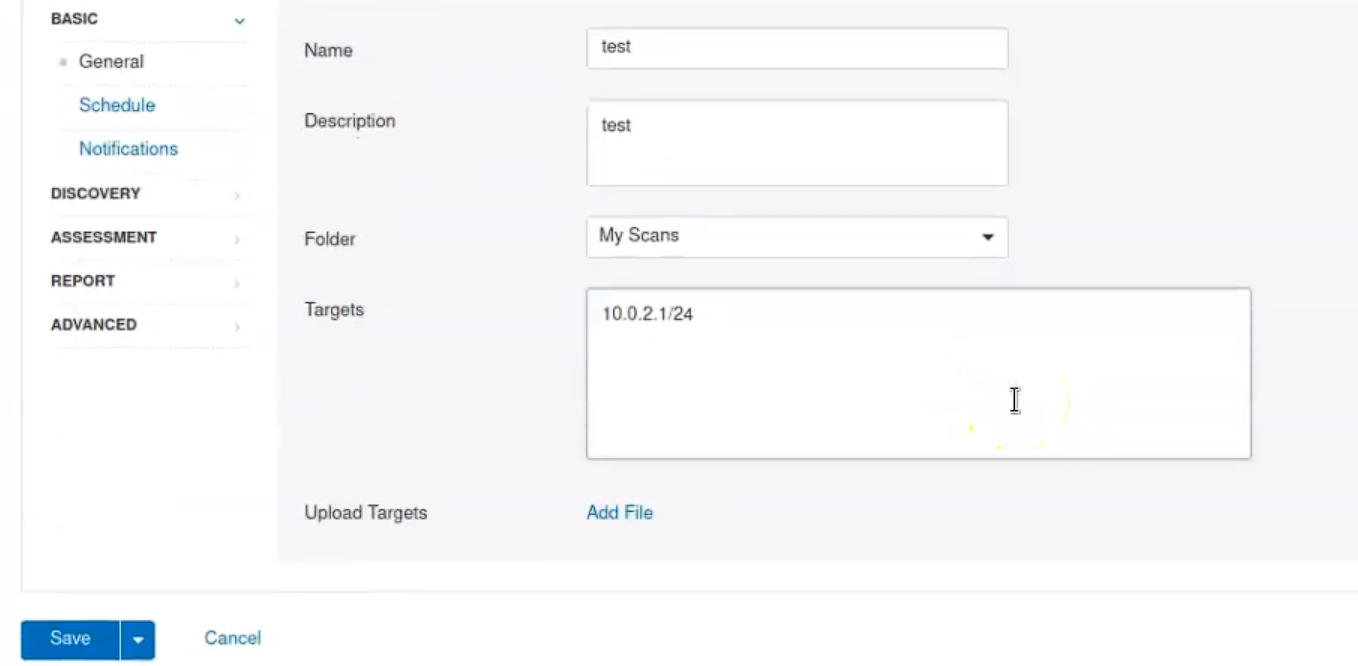 BASIC
General
Schedule
Notifications
DISCOVERY
ASSESSMENT
REPORT
ADVANCED
Name
test
Description
test
Folder
My Scans
Targets
10.0.2.1/24
Upload Targets
Add File
Save
Cancel